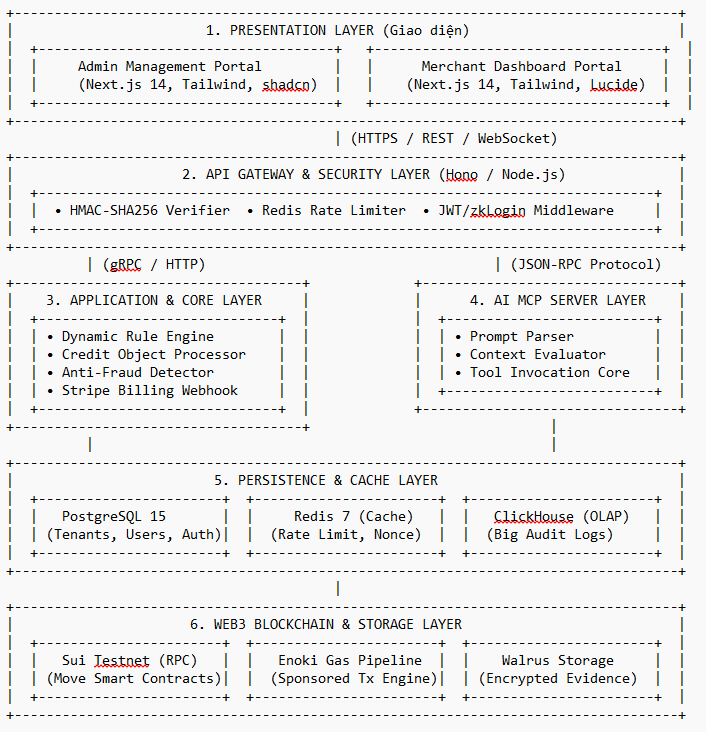 1. PRESENTATION LAYER (Giao diện)
Admin Management Portal Merchant Dashboard Portal
(Next.js 14, Tailwind, shadcn) (Next.js 14, Tailwind, Lucide)
(HTTPS / REST / WebSocket)
2. API GATEWAY & SECURITY LAYER (Hono / Node.js)
• HMAC-SHA256 Verifier • Redis Rate Limiter • JWT/zkLogin Middleware
(gRPC / HTTP) (JSON-RPC Protocol)
3. APPLICATION & CORE LAYER 4. AI MCP SERVER LAYER
• Dynamic Rule Engine • Prompt Parser
• Credit Object Processor • Context Evaluator
• Anti-Fraud Detector • Tool Invocation Core
• Stripe Billing Webhook
5. PERSISTENCE & CACHE LAYER
PostgreSQL 15 Redis 7 (Cache) ClickHouse (OLAP)
(Tenants, Users, Auth) (Rate Limit, Nonce) (Big Audit Logs)
6. WEB3 BLOCKCHAIN & STORAGE LAYER
Sui Testnet (RPC) Enoki Gas Pipeline Walrus Storage
(Move Smart Contracts) (Sponsored Tx Engine) (Encrypted Evidence)